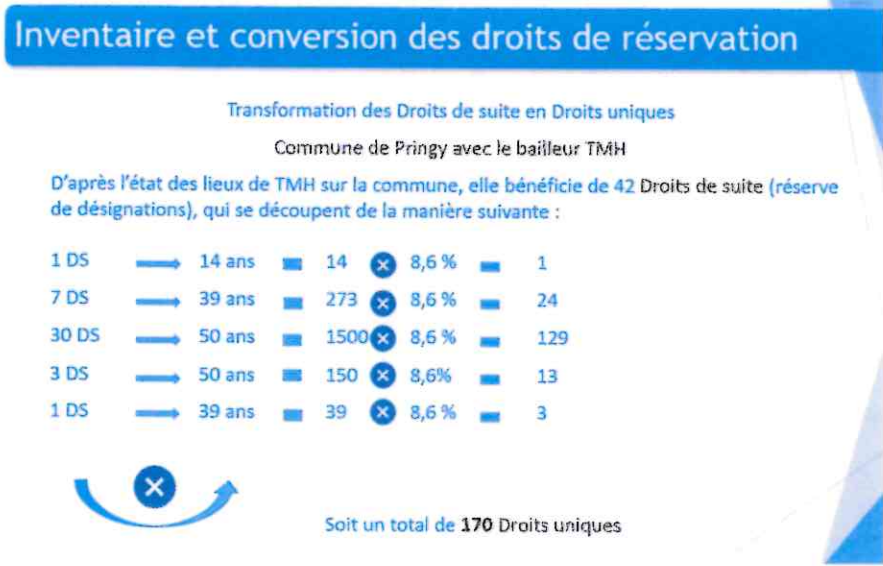 Inventaire et conversion des droits de réservation
Transformation des Droits de suite en Droits uniques
Commune de Pringy avec le bailleur TMH
D'après l'état des lieux de TMH sur la commune, elle bénéficie de 42 Droits de suite (réserve
de désignations), qui se découpent de la manière suivante :
1 DS 14 ans = 14 × 8,6 % = 1
7 DS 39 ans = 273 × 8,6 % = 24
30 DS 50 ans = 1500 × 8,6 % = 129
3 DS 50 ans = 150 × 8,6% = 13
1 DS 39 ans = 39 × 8,6 % = 3
×
Soit un total de 170 Droits uniques